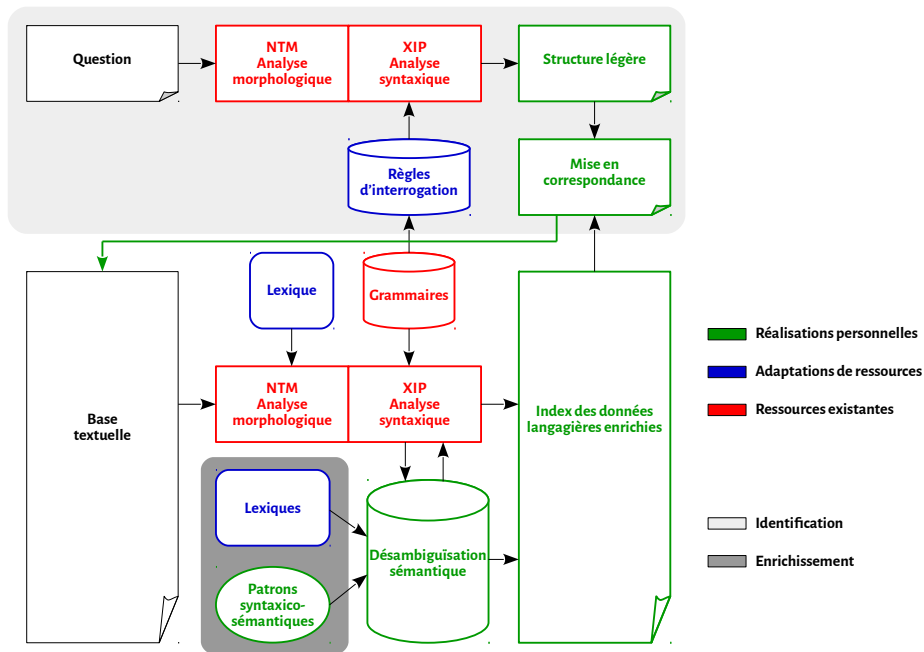 Question
NTM
Analyse
morphologique
XIP
Analyse
syntaxique
Structure légère
Règles
d'interrogation
Mise en
correspondance
Lexique
Grammaires
Base
textuelle
NTM
Analyse
morphologique
XIP
Analyse
syntaxique
Index des données
langagières enrichies
Lexiques
Patrons
syntaxico-
sémantiques
Désambiguïsation
sémantique
Réalisations personnelles
Adaptations de ressources
Ressources existantes
Identification
Enrichissement